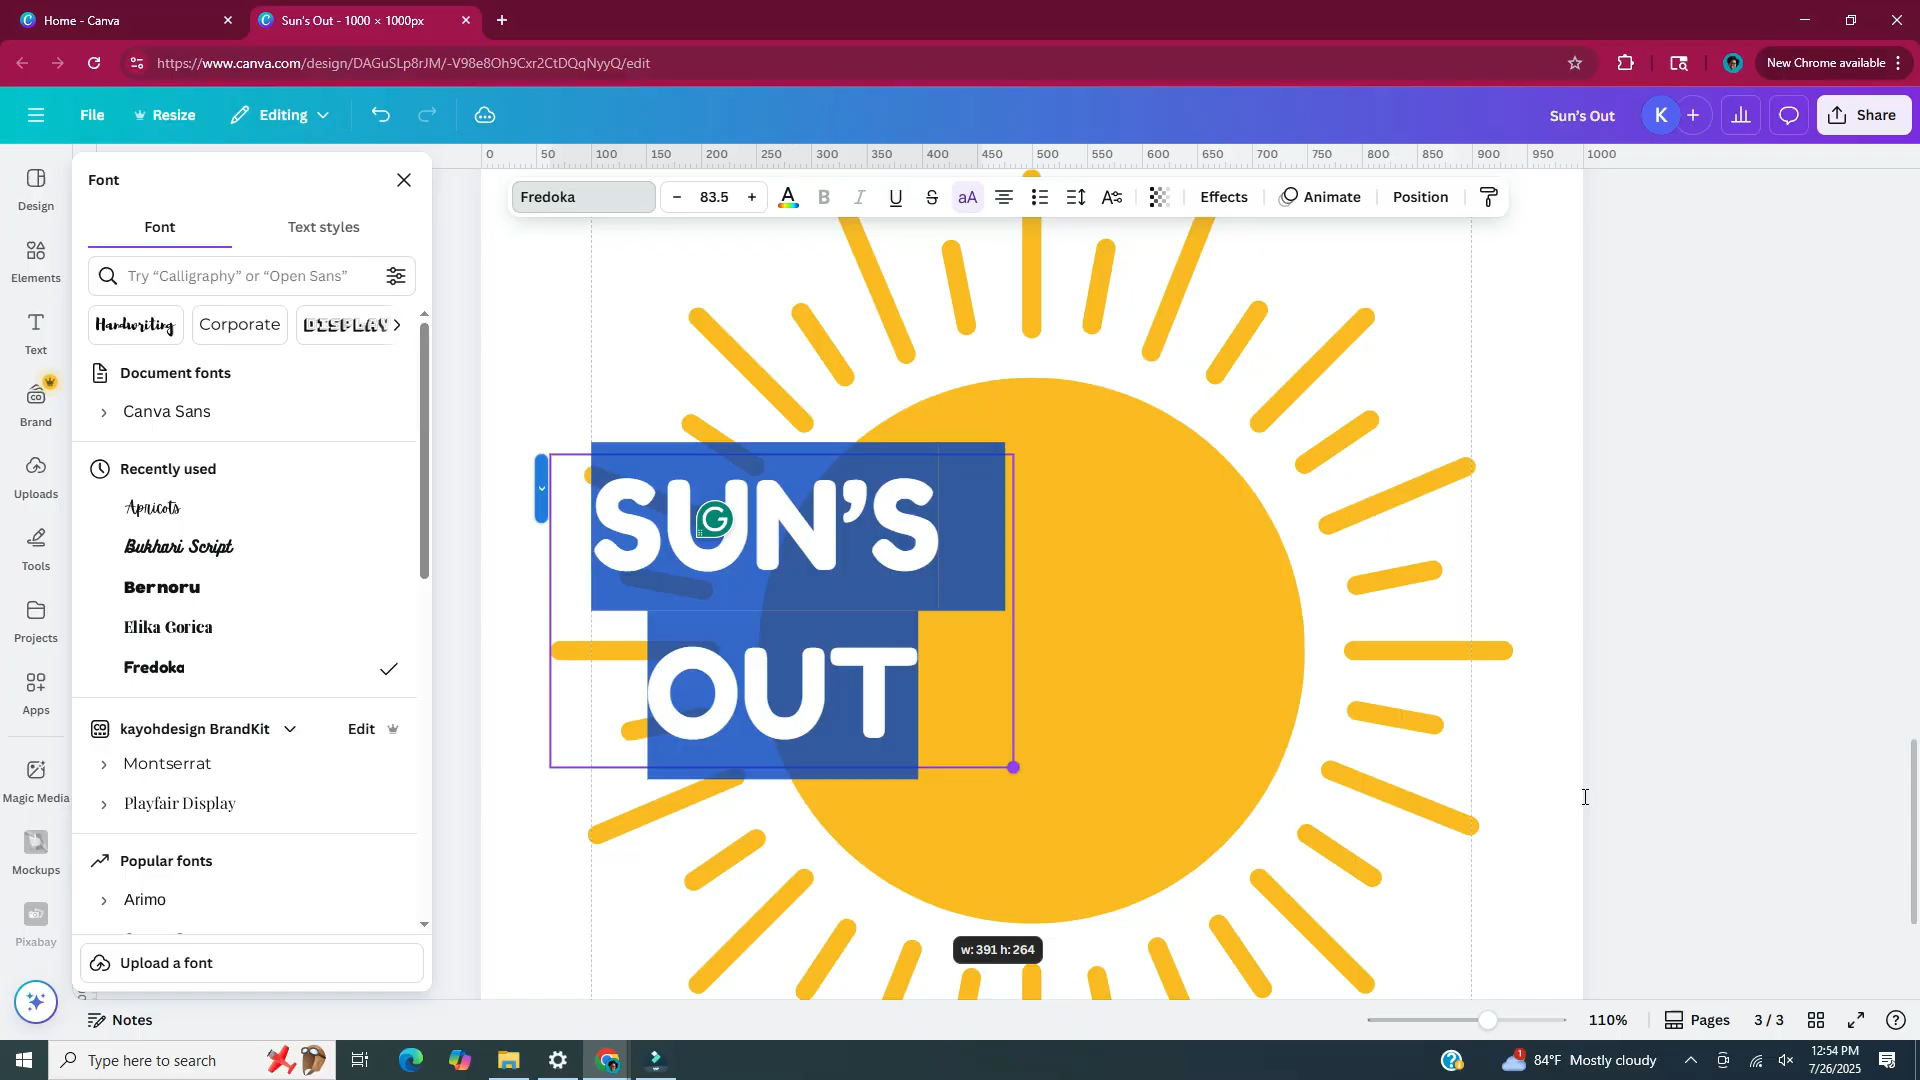 Home - Canva
Sun's Out - 1000 × 1000px
https://www.canva.com/design/DAGuSLp8rJM/-V98e8Oh9Cxr2CtDQqNyyQ/edit
New Chrome available
File
Resize
Editing
Sun's Out
K
Share
0 50 100 150 200 250 300 350 400 450 500 550 600 650 700 750 800 850 900 950 1000
Design
Elements
Text
Brand
Uploads
Tools
Projects
Apps
Magic Media
Mockups
Pixabay
Font
Font
Text styles
Try “Calligraphy” or “Open Sans”
Handwriting
Corporate
DISPLAY
Document fonts
Canva Sans
Recently used
Apricots
Bukhari Script
Bernoru
Elika Gorica
Fredoka
kayohdesign BrandKit
Edit
Montserrat
Playfair Display
Popular fonts
Arimo
Upload a font
Fredoka
- 83.5 +
A
B
I
U
S
aA
Effects
Animate
Position
SUN’S
OUT
w: 391 h: 264
Notes
110%
Pages
3 / 3
Type here to search
84°F Mostly cloudy
12:54 PM
7/26/2025